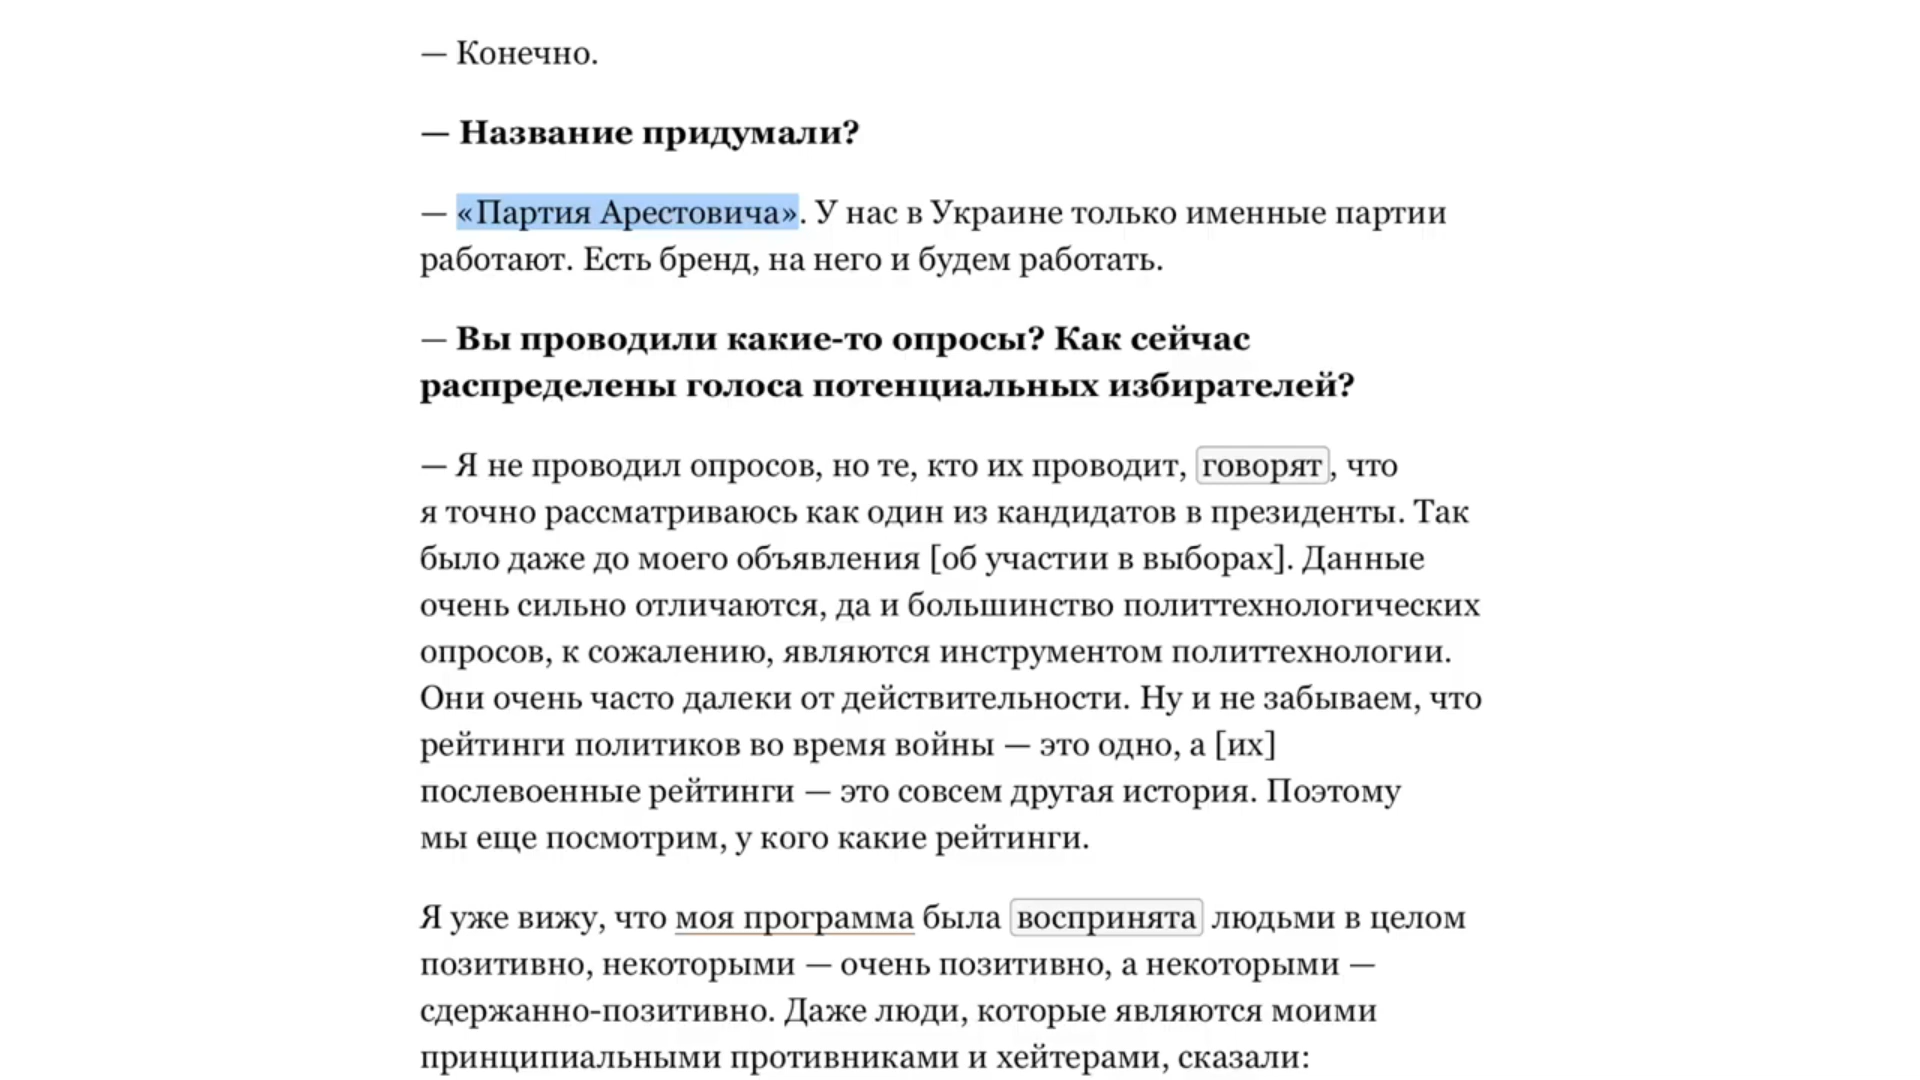 — Конечно.
— Название придумали?
— «Партия Арестовича». У нас в Украине только именные партии
работают. Есть бренд, на него и будем работать.
— Вы проводили какие-то опросы? Как сейчас
распределены голоса потенциальных избирателей?
— Я не проводил опросов, но те, кто их проводит, говорят, что
я точно рассматриваюсь как один из кандидатов в президенты. Так
было даже до моего объявления [об участии в выборах]. Данные
очень сильно отличаются, да и большинство политтехнологических
опросов, к сожалению, являются инструментом политтехнологии.
Они очень часто далеки от действительности. Ну и не забываем, что
рейтинги политиков во время войны — это одно, а [их]
послевоенные рейтинги — это совсем другая история. Поэтому
мы еще посмотрим, у кого какие рейтинги.
Я уже вижу, что моя программа была воспринята людьми в целом
позитивно, некоторыми — очень позитивно, а некоторыми —
сдержанно-позитивно. Даже люди, которые являются моими
принципиальными противниками и хейтерами, сказали: